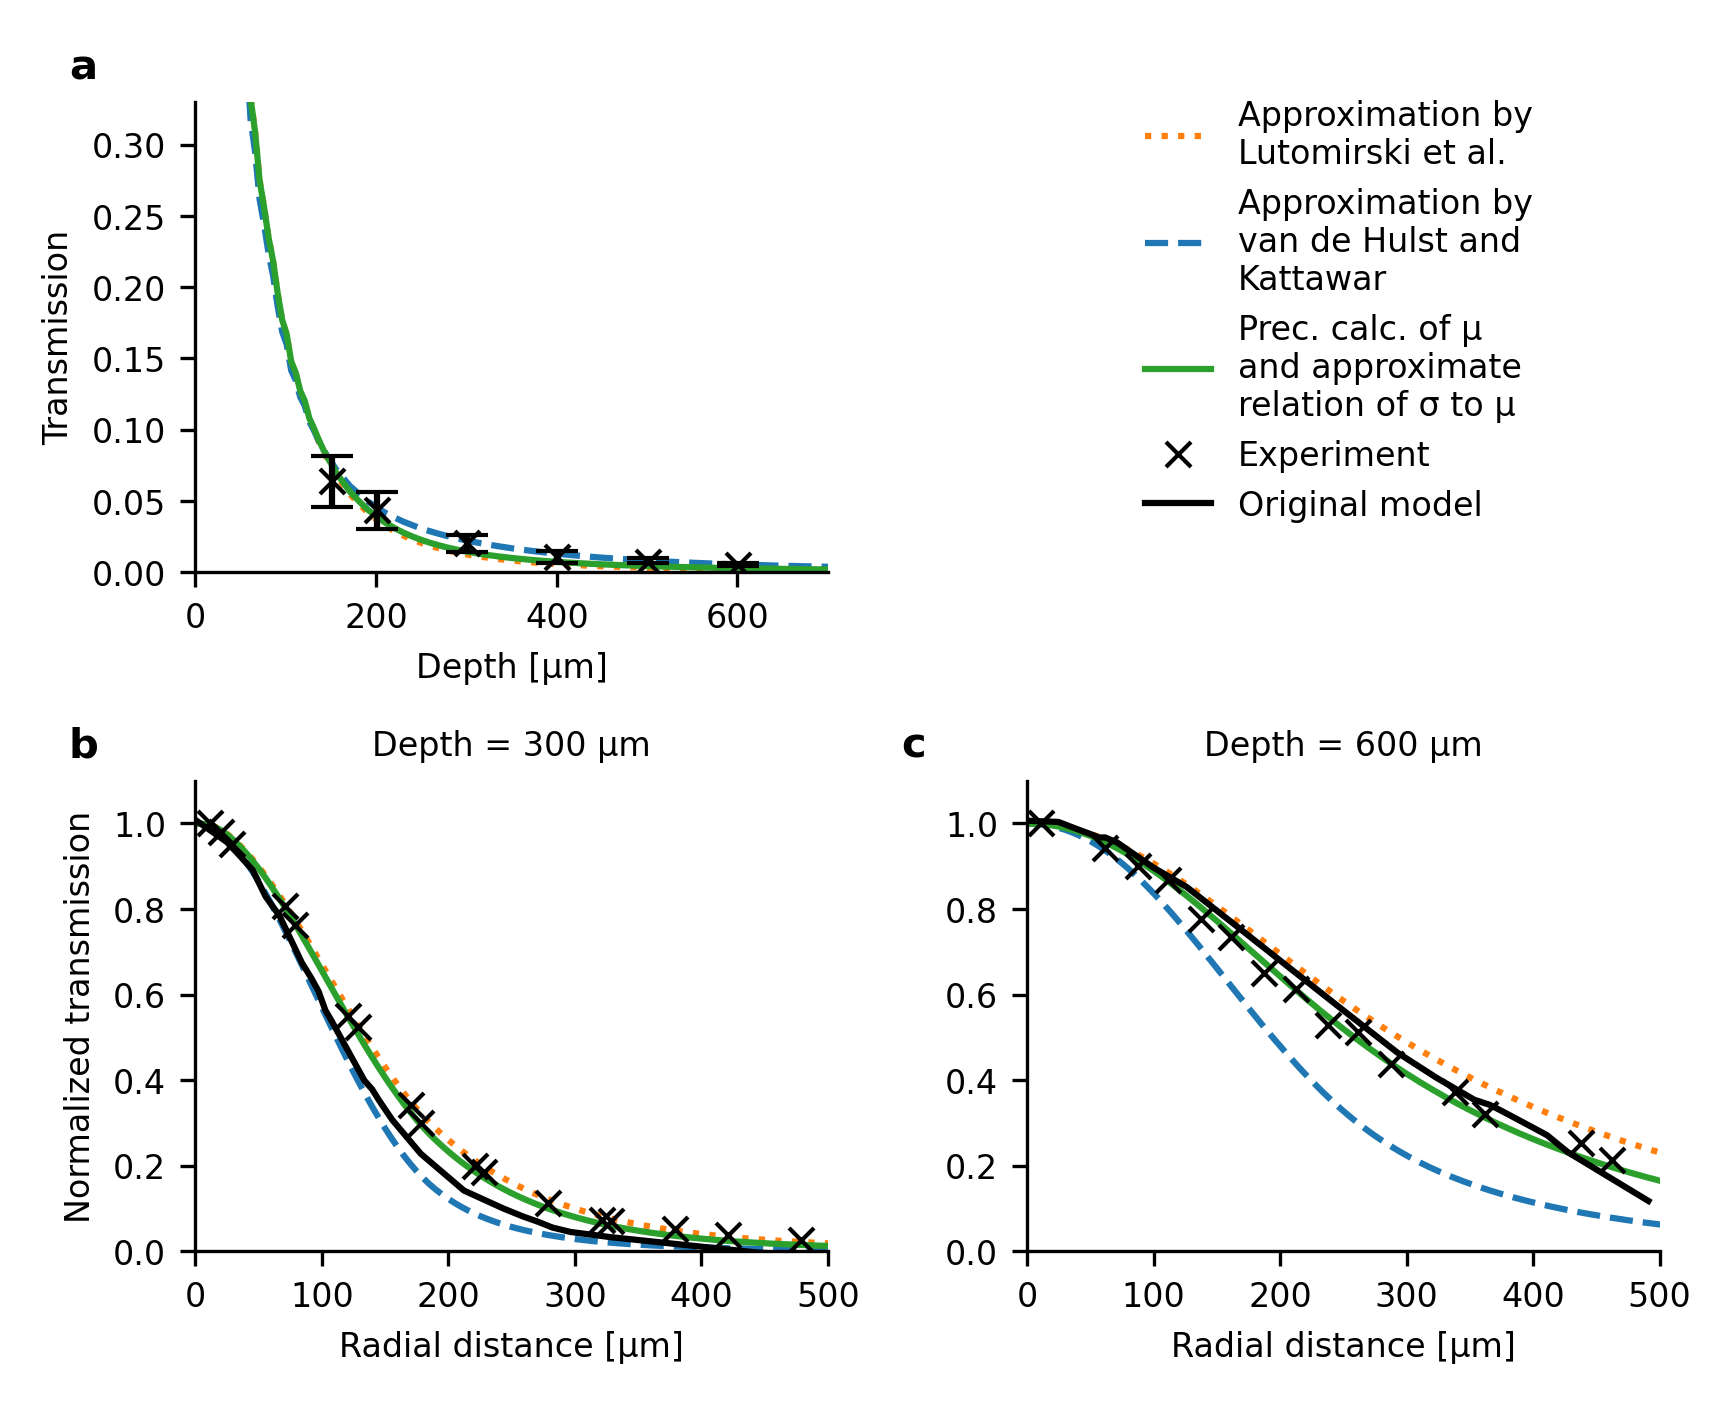 a
0.30
0.25
0.20
0.15
0.10
0.05
0.00
Transmission
0 200 400 600
Depth [µm]
Approximation by
Lutomirski et al.
Approximation by
van de Hulst and
Kattawar
Prec. calc. of µ
and approximate
relation of σ to µ
Experiment
Original model
b
Depth = 300 µm
1.0
0.8
0.6
0.4
0.2
0.0
Normalized transmission
0 100 200 300 400 500
Radial distance [µm]
c
Depth = 600 µm
1.0
0.8
0.6
0.4
0.2
0.0
0 100 200 300 400 500
Radial distance [µm]